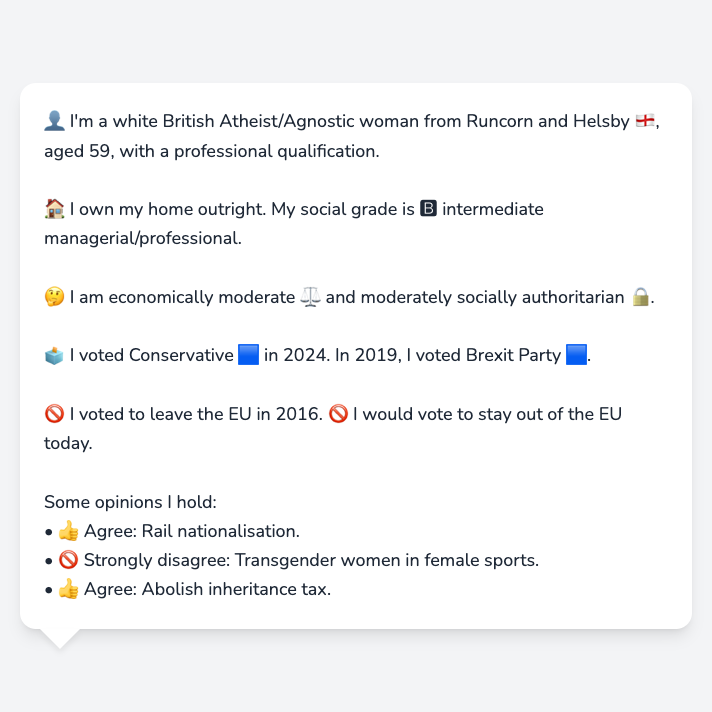 👤 I'm a white British Atheist/Agnostic woman from Runcorn and Helsby 🏴󠁧󠁢󠁥󠁮󠁧󠁿,
aged 59, with a professional qualification.
🏠 I own my home outright. My social grade is 🅱 intermediate
managerial/professional.
🤔 I am economically moderate ⚖️ and moderately socially authoritarian 🔒.
🗳️ I voted Conservative 🟦 in 2024. In 2019, I voted Brexit Party 🟦.
🚫 I voted to leave the EU in 2016. 🚫 I would vote to stay out of the EU
today.
Some opinions I hold:
• 👍 Agree: Rail nationalisation.
• 🚫 Strongly disagree: Transgender women in female sports.
• 👍 Agree: Abolish inheritance tax.